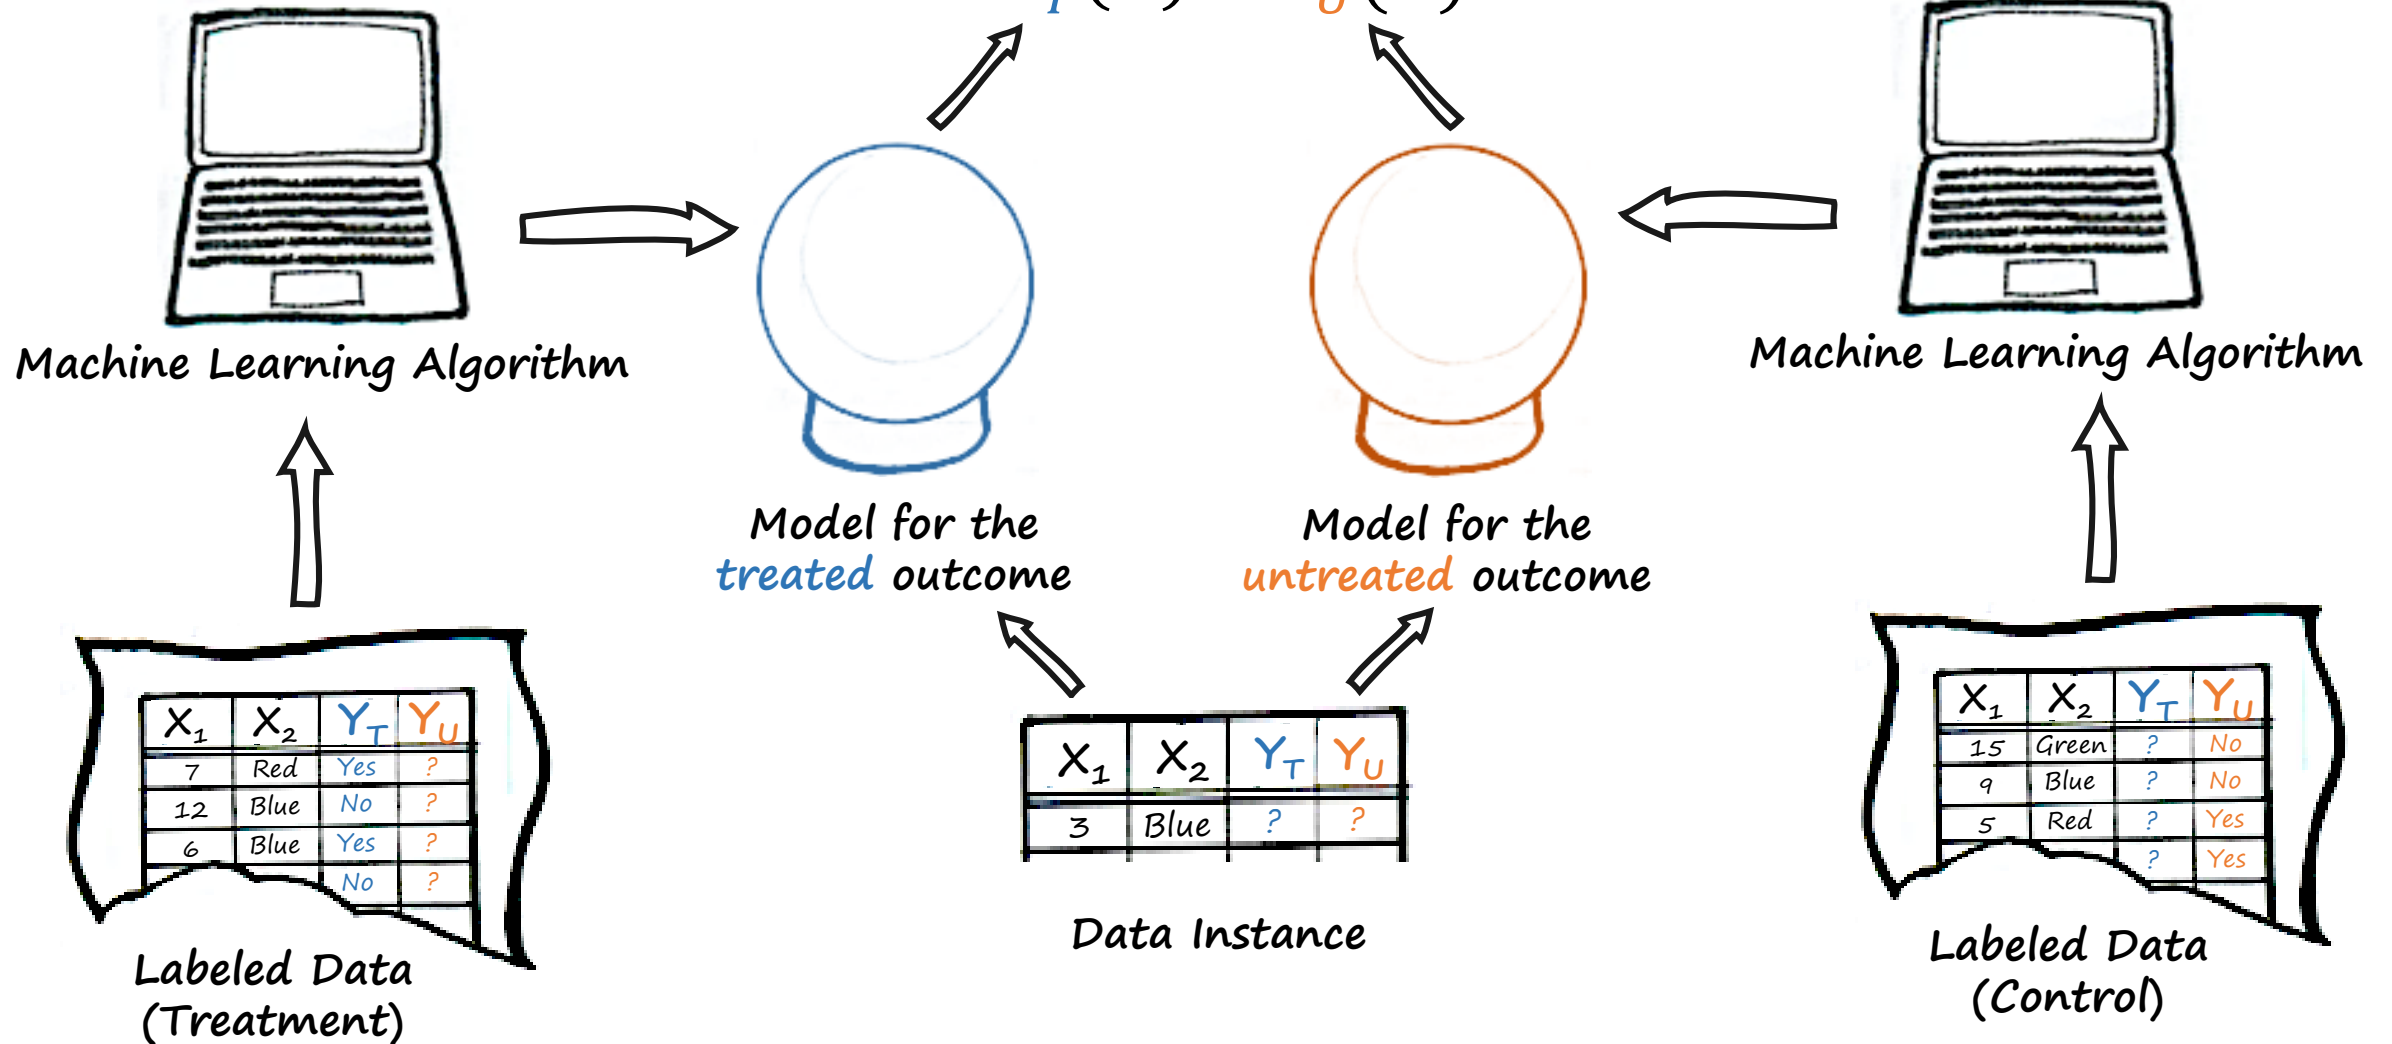 Machine Learning Algorithm
Machine Learning Algorithm
Model for the
treated outcome
Model for the
untreated outcome
X1 X2 YT YU
7 Red Yes ?
12 Blue No ?
6 Blue Yes ?
No ?
Labeled Data
(Treatment)
X1 X2 YT YU
3 Blue ? ?
Data Instance
X1 X2 YT YU
15 Green ? No
9 Blue ? No
5 Red ? Yes
? Yes
Labeled Data
(Control)